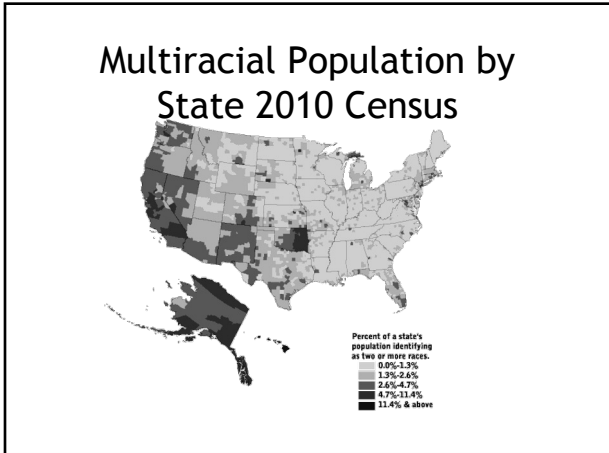 Multiracial Population by
State 2010 Census
Percent of a state's
population identifying
as two or more races.
0.0%-1.3%
1.3%-2.6%
2.6%-4.7%
4.7%-11.4%
11.4% & above